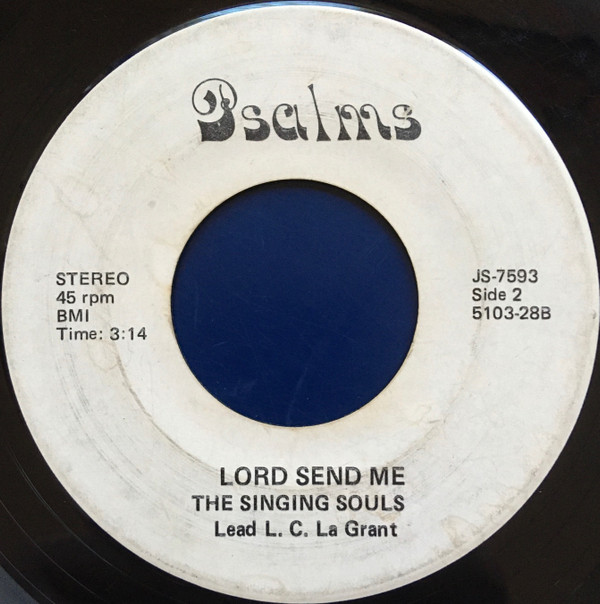 Psalms
STEREO
45 rpm
BMI
Time: 3:14
JS-7593
Side 2
5103-28B
LORD SEND ME
THE SINGING SOULS
Lead L. C. La Grant